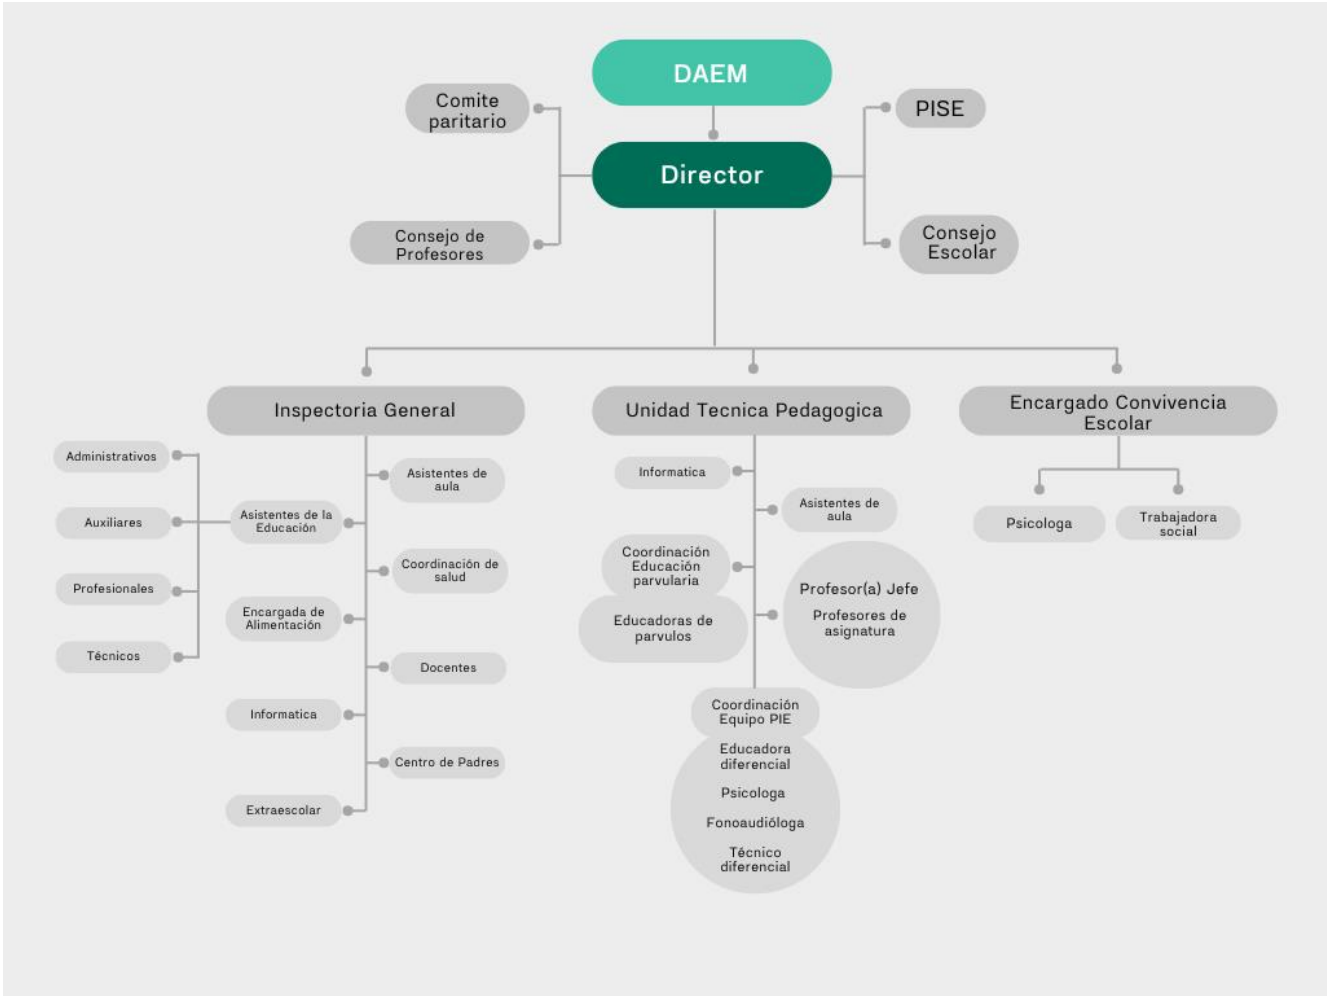 DAEM
Comite
paritario
PISE
Director
Consejo de
Profesores
Consejo
Escolar
Inspectoria General
Unidad Tecnica Pedagogica
Encargado Convivencia
Escolar
Administrativos
Auxiliares
Profesionales
Técnicos
Asistentes de la
Educación
Encargada de
Alimentación
Informatica
Extraescolar
Asistentes de
aula
Coordinación de
salud
Docentes
Centro de Padres
Informatica
Asistentes de
aula
Coordinación
Educación
parvularia
Educadoras de
parvulos
Profesor(a) Jefe
Profesores de
asignatura
Coordinación
Equipo PIE
Educadora
diferencial
Psicologa
Fonoaudióloga
Técnico
diferencial
Psicologa
Trabajadora
social